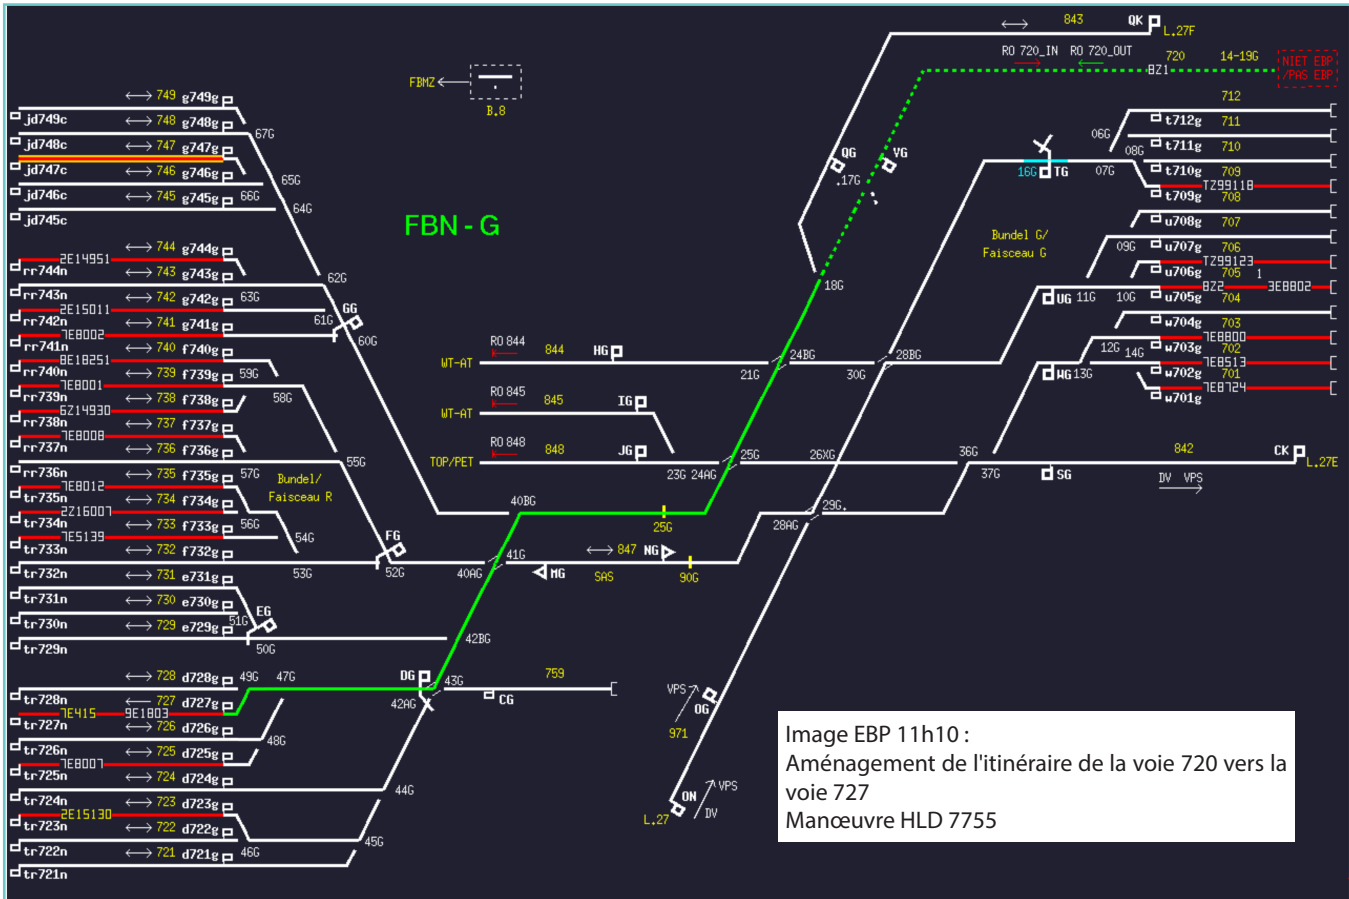 843 QK
L.27F
RO 720_IN RO 720_OUT 720 14-19G
BZ1
NIET EBP
/PAS EBP
FBMZ
B.8
749 g749g
jd749c
748 g748g
67G
jd748c
747 g747g
jd747c
746 g746g
65G
jd746c
745 g745g
66G
64G
jd745c
FBN - G
QG
YG
.17G
16G TG
712
t712g
711
06G
t711g
710
08G
t710g
07G
709
TZ99118
t709g
708
u708g
707
Bundel G/
Faisceau G
09G
u707g
706
TZ99123
u706g
705 1
BZ2 3E8802
UG 11G 10G
u705g
704
w704g
703
7E8800
12G
w703g
702
14G
7E8513
WG 13G
w702g
701
7E8724
w701g
744 g744g
2E14951
rr744n
743 g743g
62G
rr743n
742 g742g
63G
2E15011
rr742n
741 g741g
61G
GG
7E8002
60G
rr741n
740 f740g
8E18251
rr740n
739 f739g
59G
7E8001
rr739n
738 f738g
58G
6Z14930
rr738n
737 f737g
7E8008
rr737n
736 f736g
55G
rr736n
735 f735g
57G
Bundel/
Faisceau R
7E8012
tr735n
734 f734g
2Z16007
tr734n
733 f733g
56G
7E5139
54G
tr733n
732 f732g
FG
53G
52G
tr732n
731 e731g
tr731n
730 e730g
51G
EG
tr730n
729 e729g
50G
tr729n
18G
RO 844
844 HG
WT-AT
24BG
21G
28BG
30G
RO 845
845 IG
WT-AT
RO 848
848 JG
TOP/PET
23G 24AG
25G
26XG
36G
37G
SG
842
CK
L.27E
DV VPS
40BG
25G
29G.
28AG
41G
40AG
MG
847 NG
SAS
90G
42BG
728 d728g
49G 47G
DG
43G
759
CG
42AG
tr728n
727 d727g
7E415 9E1803
tr727n
726 d726g
48G
tr726n
725 d725g
7E8007
tr725n
724 d724g
44G
tr724n
723 d723g
2E15130
tr723n
722 d722g
45G
tr722n
721 d721g
46G
tr721n
VPS
OG
971
ON
VPS
DV
L.27
Image EBP 11h10 :
Aménagement de l'itinéraire de la voie 720 vers la
voie 727
Manœuvre HLD 7755